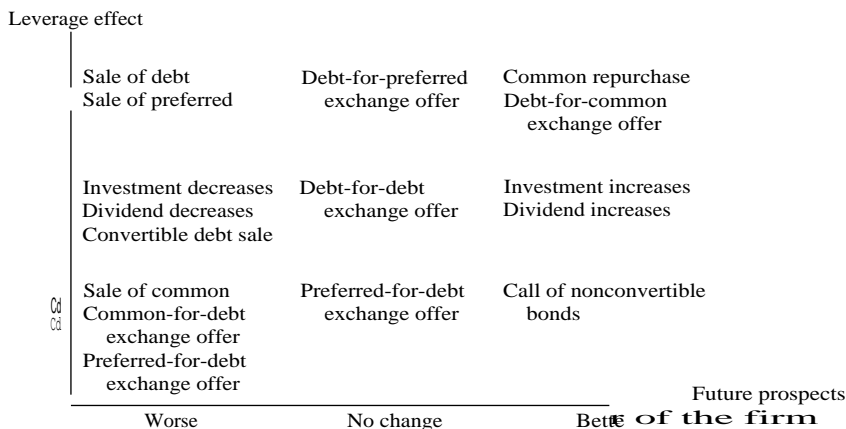 Leverage effect
Sale of debt
Sale of preferred
Debt-for-preferred
exchange offer
Common repurchase
Debt-for-common
exchange offer
Investment decreases
Dividend decreases
Convertible debt sale
Debt-for-debt
exchange offer
Investment increases
Dividend increases
Sale of common
Common-for-debt
exchange offer
Preferred-for-debt
exchange offer
Preferred-for-debt
exchange offer
Call of nonconvertible
bonds
Future prospects
Worse
No change
Better of the firm